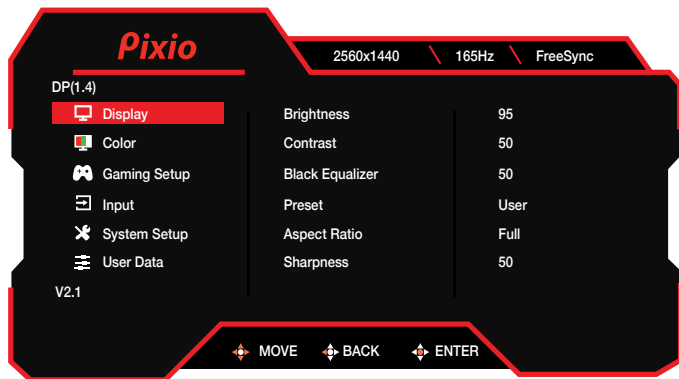 Pixio
2560x1440 165Hz FreeSync
DP(1.4)
Display Brightness 95
Color Contrast 50
Gaming Setup Black Equalizer 50
Input Preset User
System Setup Aspect Ratio Full
User Data Sharpness 50
V2.1
MOVE BACK ENTER